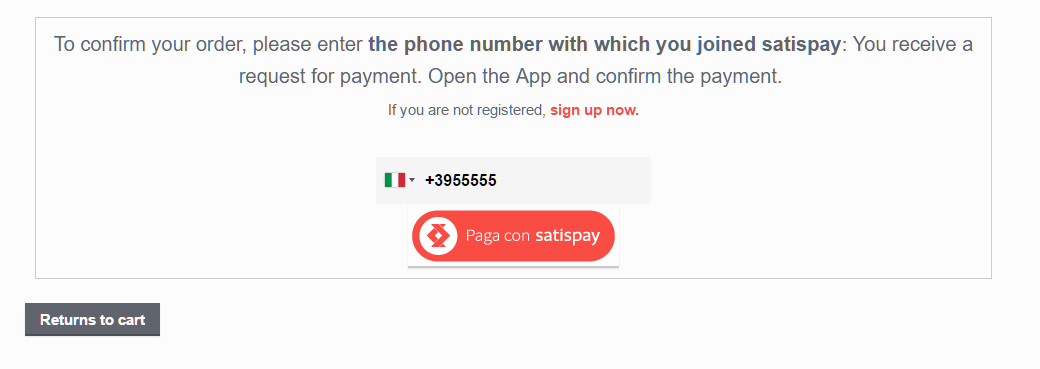 To confirm your order, please enter the phone number with which you joined satispay: You receive a
request for payment. Open the App and confirm the payment.
If you are not registered, sign up now.
+3955555
Paga con satispay
Returns to cart